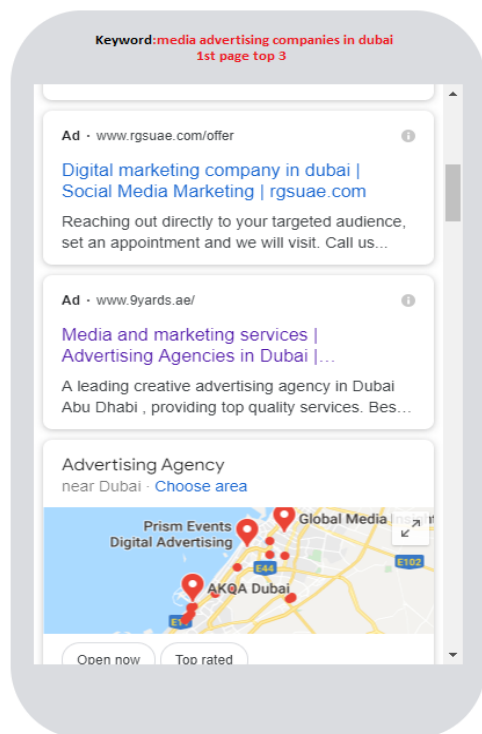 Keyword:media advertising companies in dubai
1st page top 3
Ad · www.rgsuae.com/offer
Digital marketing company in dubai |
Social Media Marketing | rgsuae.com
Reaching out directly to your targeted audience,
set an appointment and we will visit. Call us...
Ad · www.9yards.ae/
Media and marketing services |
Advertising Agencies in Dubai |...
A leading creative advertising agency in Dubai
Abu Dhabi , providing top quality services. Bes...
Advertising Agency
near Dubai · Choose area
Prism Events
Digital Advertising
Global Media
E44
E102
AKQA Dubai
Open now
Top rated